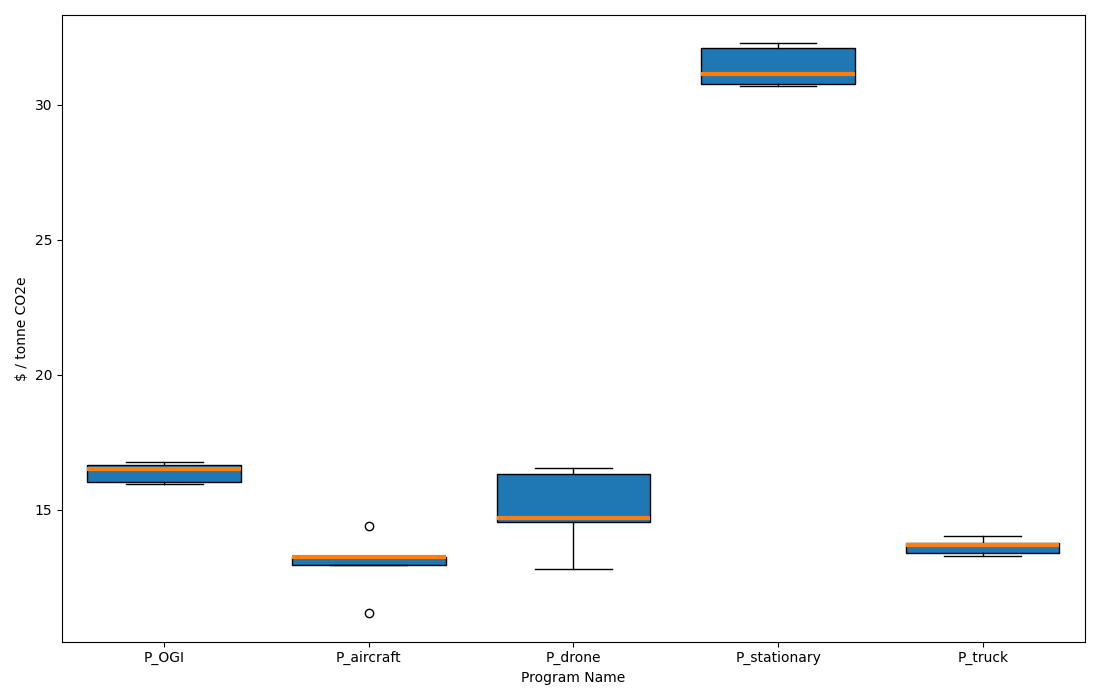 $ / tonne CO2e
30
25
20
15
P_OGI
P_aircraft
P_drone
P_stationary
P_truck
Program Name